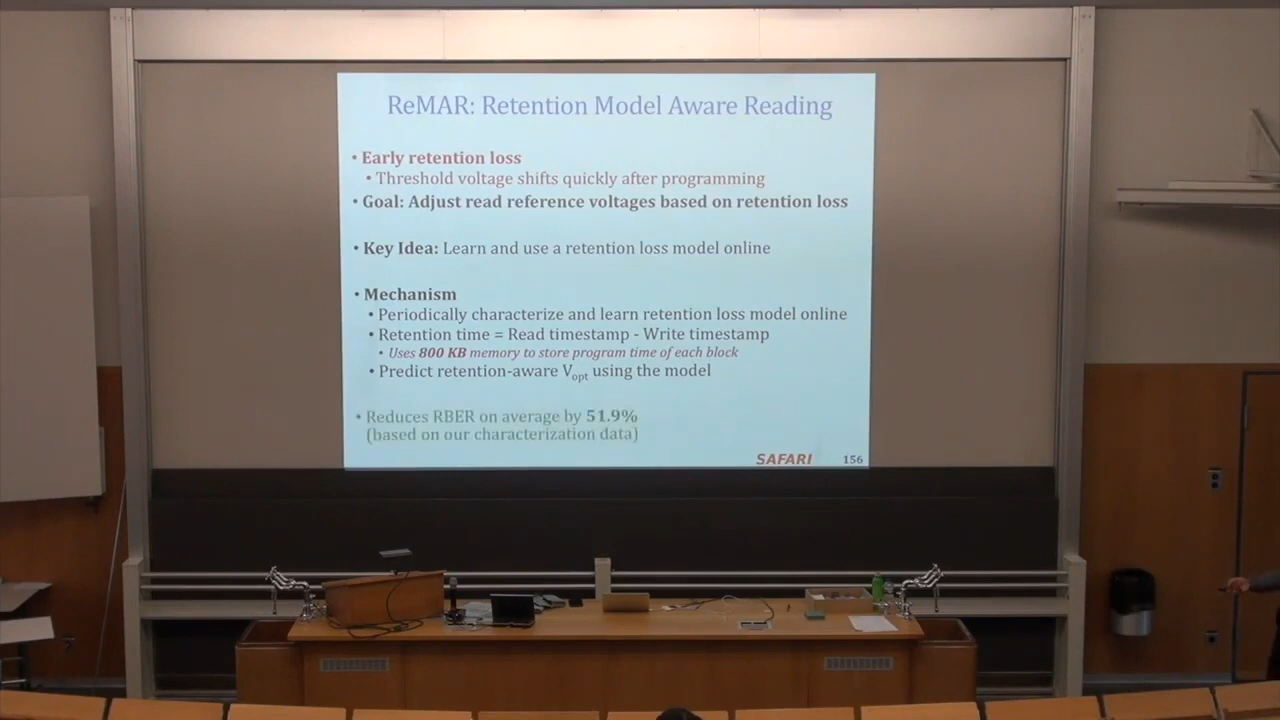 ReMAR: Retention Model Aware Reading
• Early retention loss
• Threshold voltage shifts quickly after programming
• Goal: Adjust read reference voltages based on retention loss
• Key Idea: Learn and use a retention loss model online
• Mechanism
• Periodically characterize and learn retention loss model online
• Retention time = Read timestamp - Write timestamp
• Uses 800 KB memory to store program time of each block
• Predict retention-aware Vopt using the model
• Reduces RBER on average by 51.9%
(based on our characterization data)
SAFARI 156